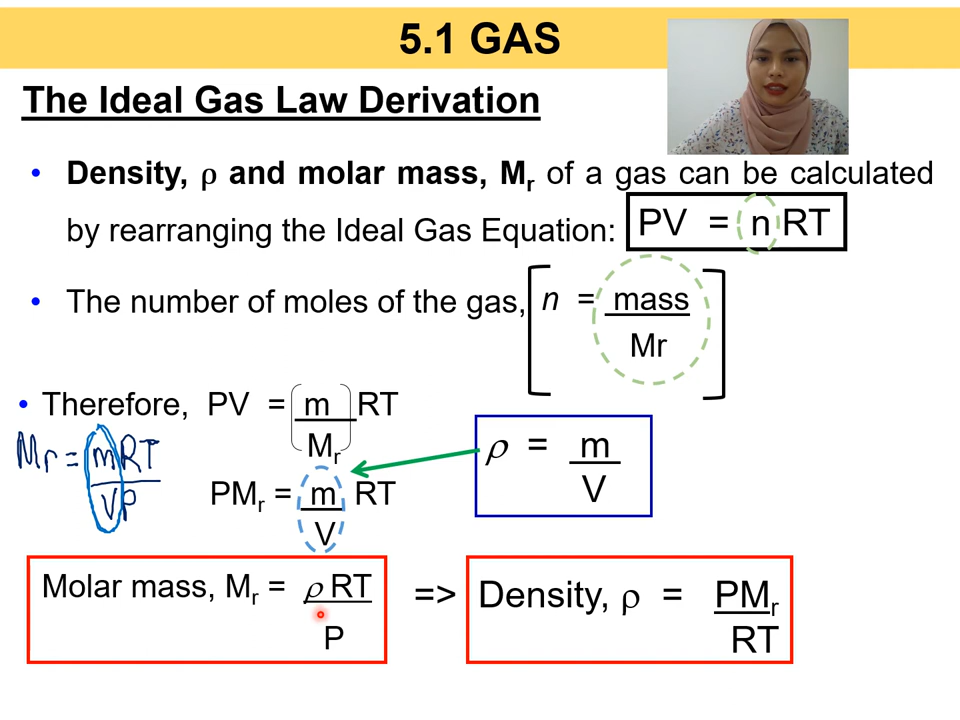 5.1 GAS
The Ideal Gas Law Derivation
• Density, ρ and molar mass, Mr of a gas can be calculated
by rearranging the Ideal Gas Equation: PV = n RT
• The number of moles of the gas, n = mass
Mr
• Therefore, PV = m RT
Mr
Mr = mRT
VP
ρ = m
V
PMr = m RT
V
Molar mass, Mr = ρ RT
P
=> Density, ρ = PMr
RT